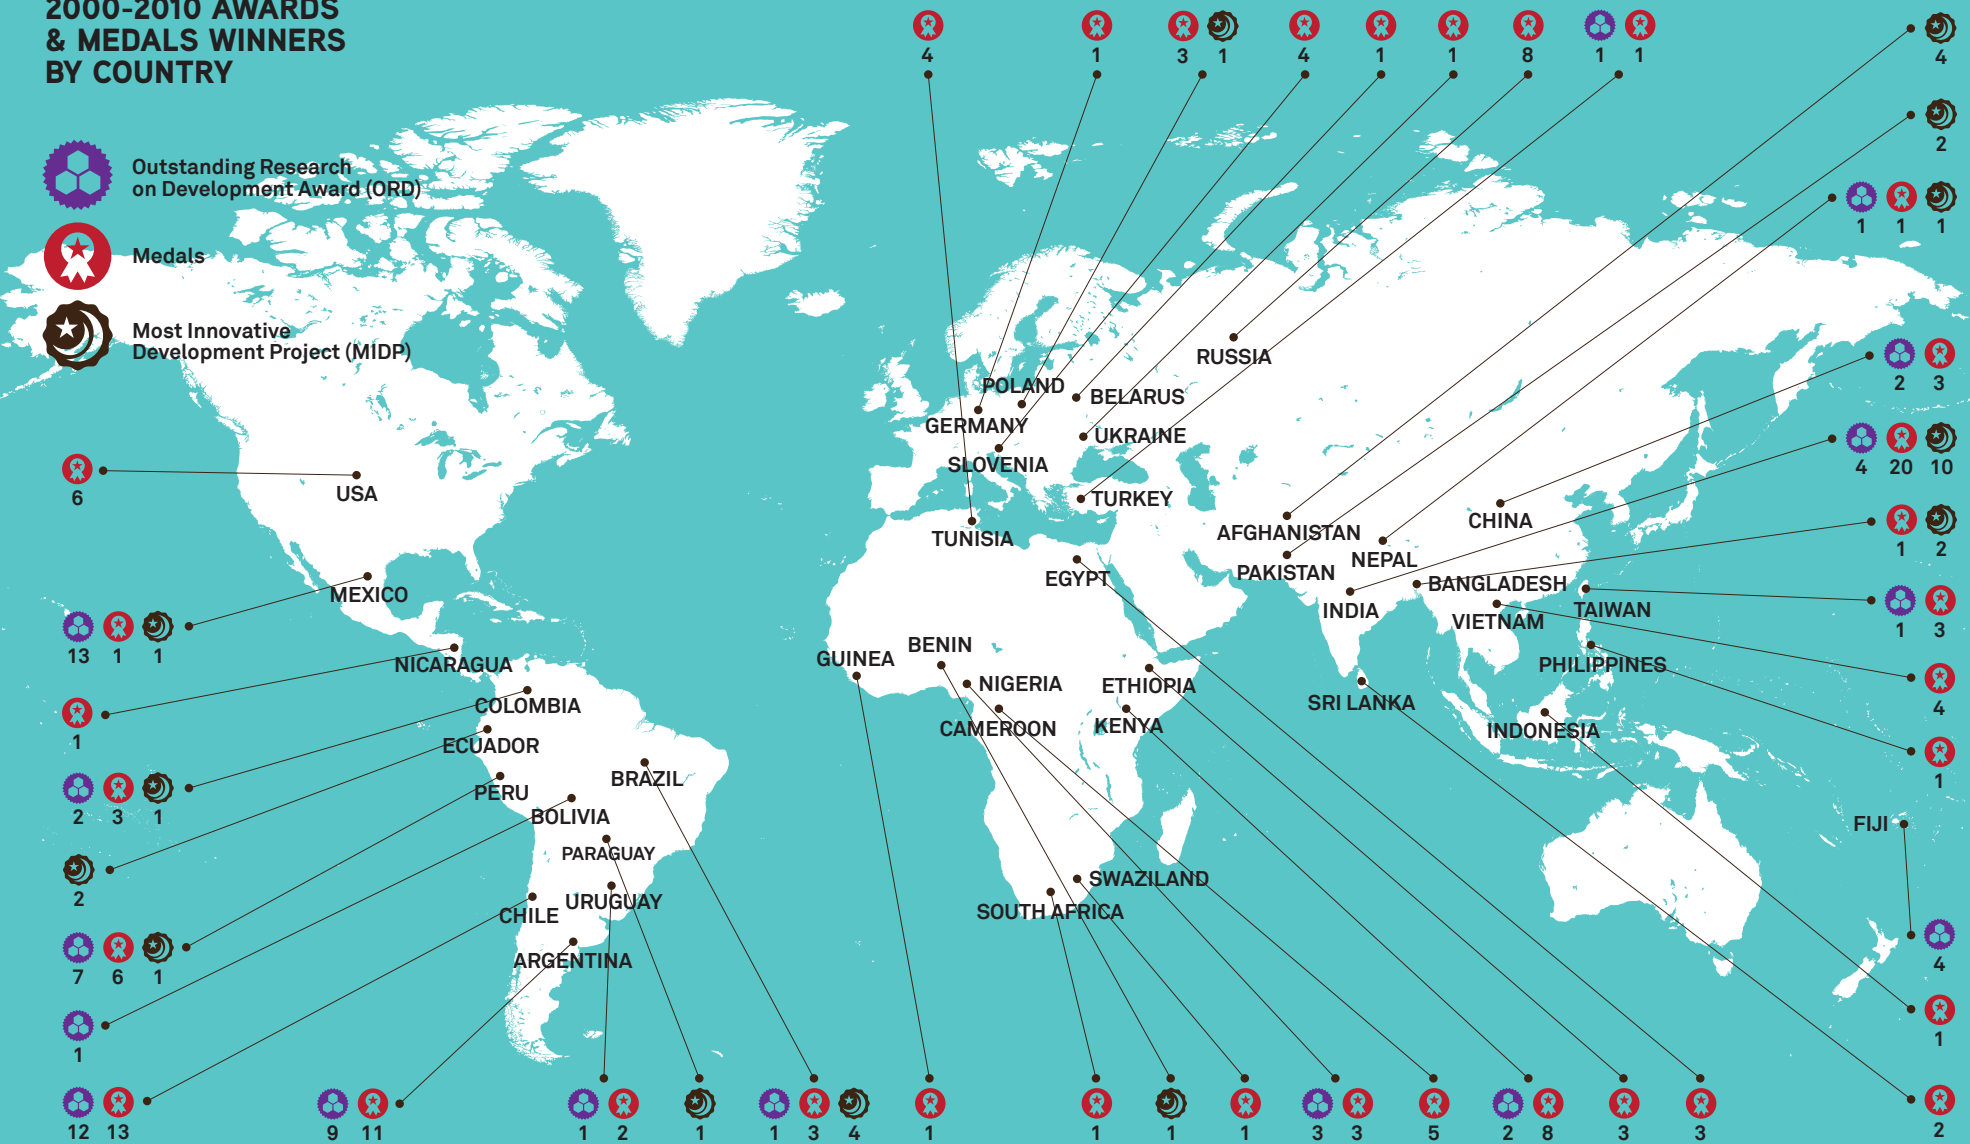 2000-2010 AWARDS
& MEDALS WINNERS
BY COUNTRY
Outstanding Research
on Development Award (ORD)
Medals
Most Innovative
Development Project (MIDP)
4
1
3 1
4
1
1
8
1 1
4
2
1 1 1
2 3
4 20 10
1 2
1 3
4
1
FIJI
4
1
2
6
13 1 1
1
2 3 1
2
7 6 1
1
12 13
9 11
1 2
1
1 3 4
1
1
1
1
3 3
5
2 8
3
3
RUSSIA
POLAND
BELARUS
GERMANY
UKRAINE
SLOVENIA
TURKEY
USA
TUNISIA
AFGHANISTAN
CHINA
NEPAL
EGYPT
PAKISTAN
BANGLADESH
MEXICO
INDIA
TAIWAN
VIETNAM
BENIN
GUINEA
NICARAGUA
PHILIPPINES
NIGERIA
ETHIOPIA
COLOMBIA
SRI LANKA
CAMEROON
KENYA
INDONESIA
ECUADOR
BRAZIL
PERU
BOLIVIA
PARAGUAY
SWAZILAND
URUGUAY
CHILE
SOUTH AFRICA
ARGENTINA